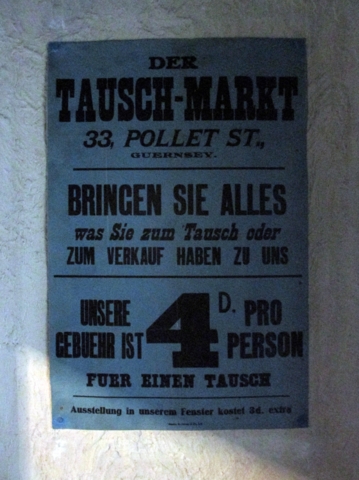 DER
TAUSCH-MARKT
33, POLLET ST.,
GUERNSEY.
BRINGEN SIE ALLES
was Sie zum Tausch oder
ZUM VERKAUF HABEN ZU UNS
UNSERE GEBUEHR IST 4D. PRO PERSON
FUER EINEN TAUSCH
Ausstellung in unserem Fenster kostet 3d. extra